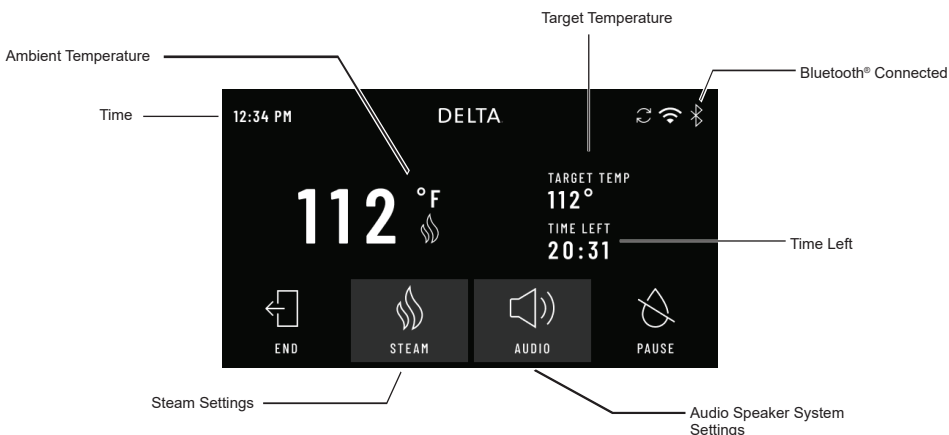 Target Temperature
Ambient Temperature
Bluetooth® Connected
Time
12:34 PM
DELTA
TARGET TEMP
112°
112 °F
TIME LEFT
20:31
Time Left
END
STEAM
AUDIO
PAUSE
Steam Settings
Audio Speaker System
Settings